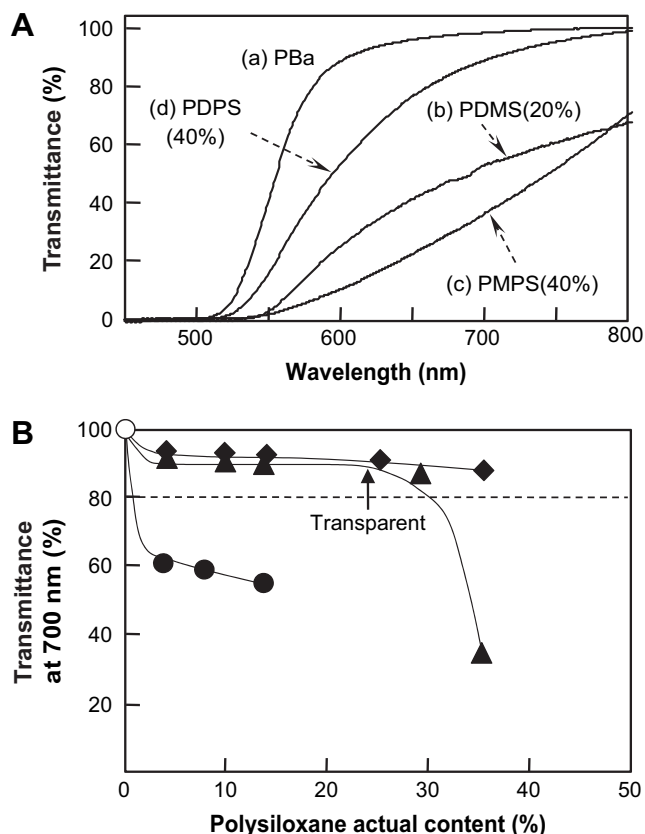 A
Transmittance (%)
100
80
60
40
20
0
(a) PBa
(d) PDPS
(40%)
(b) PDMS(20%)
(c) PMPS(40%)
500
600
700
800
Wavelength (nm)
B
Transmittance
at 700 nm (%)
100
80
60
40
20
Transparent
0
10
20
30
40
50
Polysiloxane actual content (%)